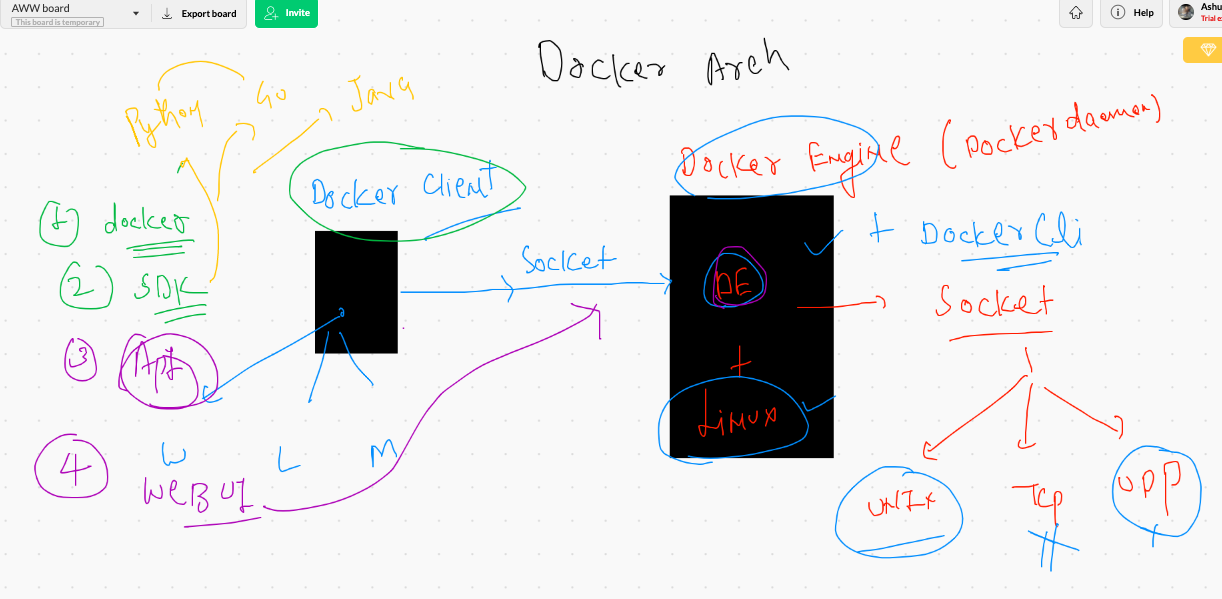 AWW board
This board is temporary
Export board
Invite
Help
Ashu
Trial e
Docker Arch
Python
Go
Java
Docker Engine (Dockerdaemon)
Docker Client
1 docker
+ DockerCli
2 SDK
Socket
DE
Socket
3 Api
+
Linux
4
W L M
WEBUI
UNIX
Tcp
UDP